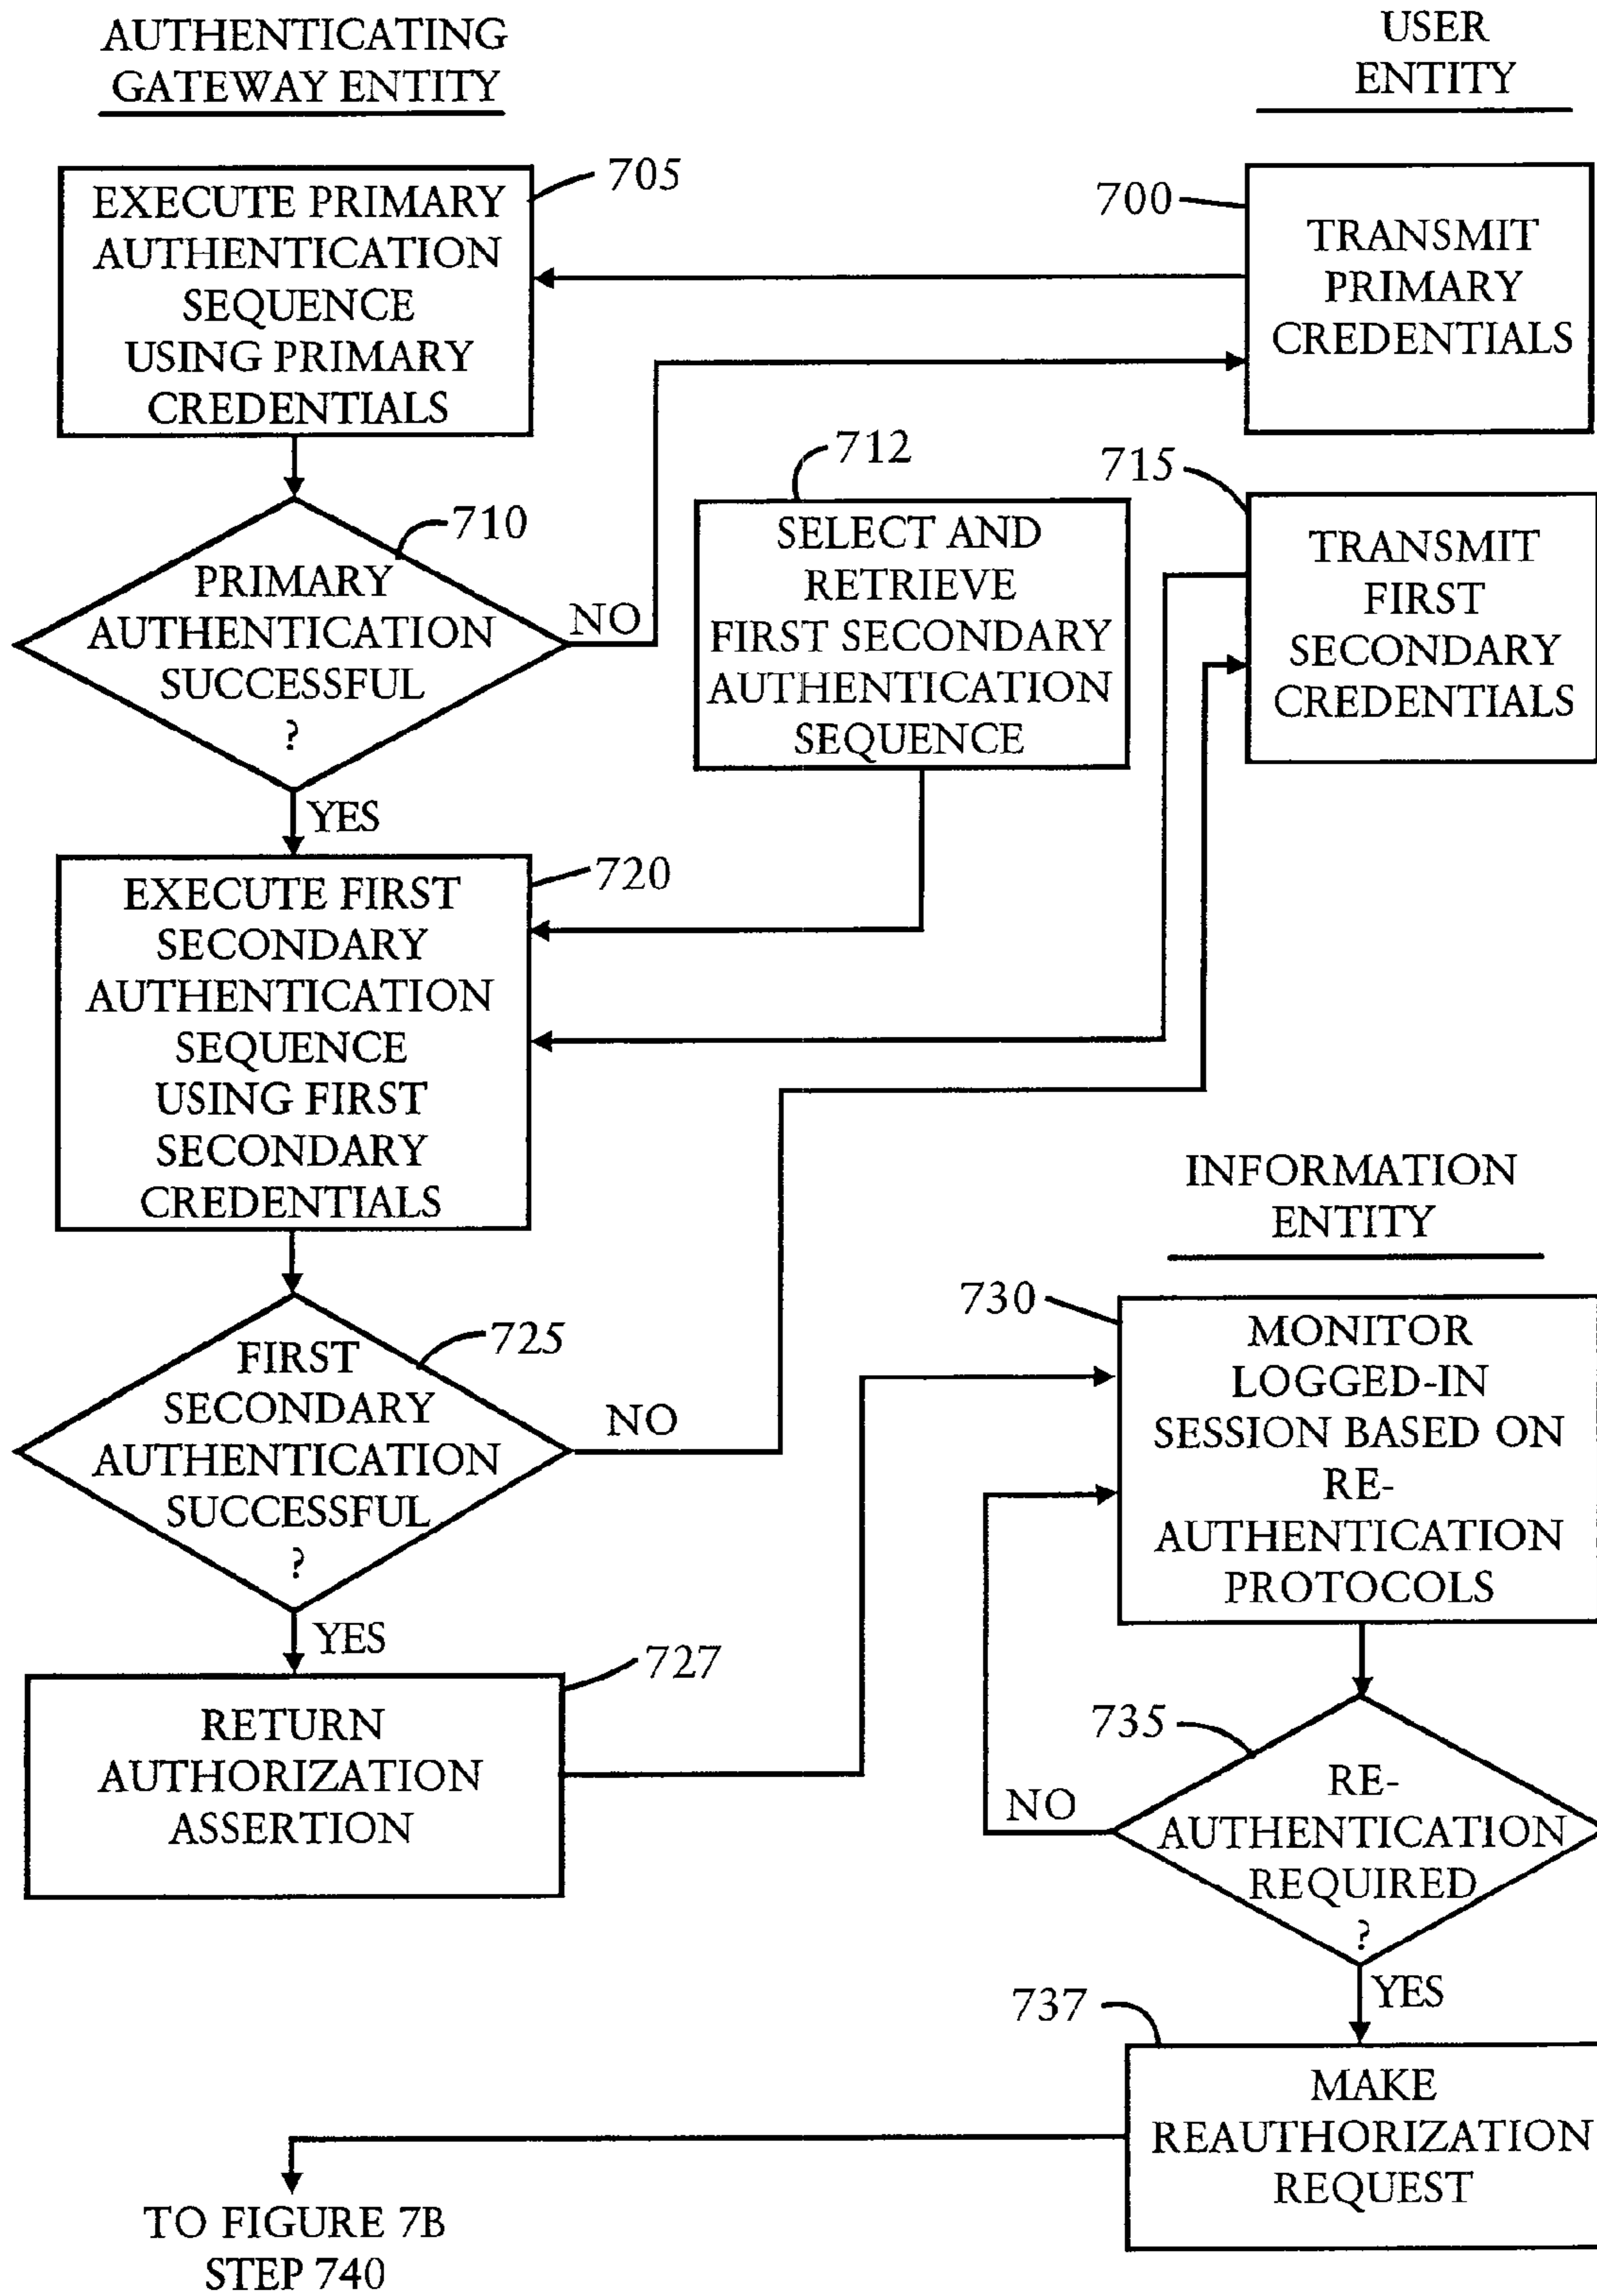 AUTHENTICATING
GATEWAY ENTITY
USER
ENTITY
705
EXECUTE PRIMARY
AUTHENTICATION
SEQUENCE
USING PRIMARY
CREDENTIALS
700
TRANSMIT
PRIMARY
CREDENTIALS
710
PRIMARY
AUTHENTICATION
SUCCESSFUL
?
NO
YES
712
SELECT AND
RETRIEVE
FIRST SECONDARY
AUTHENTICATION
SEQUENCE
715
TRANSMIT
FIRST
SECONDARY
CREDENTIALS
720
EXECUTE FIRST
SECONDARY
AUTHENTICATION
SEQUENCE
USING FIRST
SECONDARY
CREDENTIALS
725
FIRST
SECONDARY
AUTHENTICATION
SUCCESSFUL
?
NO
YES
727
RETURN
AUTHORIZATION
ASSERTION
INFORMATION
ENTITY
730
MONITOR
LOGGED-IN
SESSION BASED ON
RE-
AUTHENTICATION
PROTOCOLS
735
RE-
AUTHENTICATION
REQUIRED
?
NO
YES
737
MAKE
REAUTHORIZATION
REQUEST
TO FIGURE 7B
STEP 740